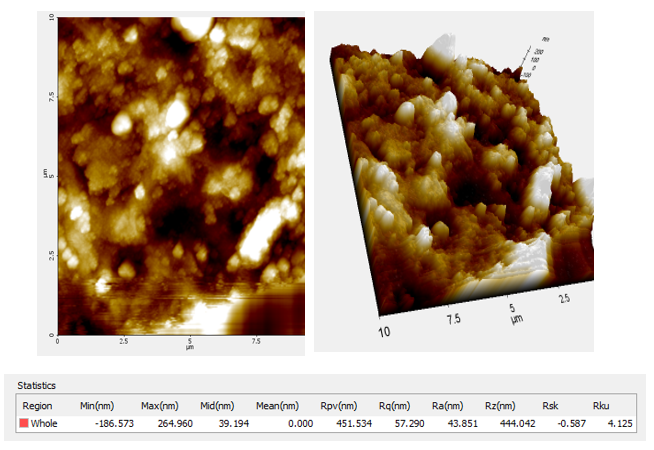 10
7.5
μm
5
2.5
0
0 2.5 5 7.5
μm
nm
200
100
0
-100
10 7.5 5 2.5
μm
Statistics
Region Min(nm) Max(nm) Mid(nm) Mean(nm) Rpv(nm) Rq(nm) Ra(nm) Rz(nm) Rsk Rku
Whole -186.573 264.960 39.194 0.000 451.534 57.290 43.851 444.042 -0.587 4.125